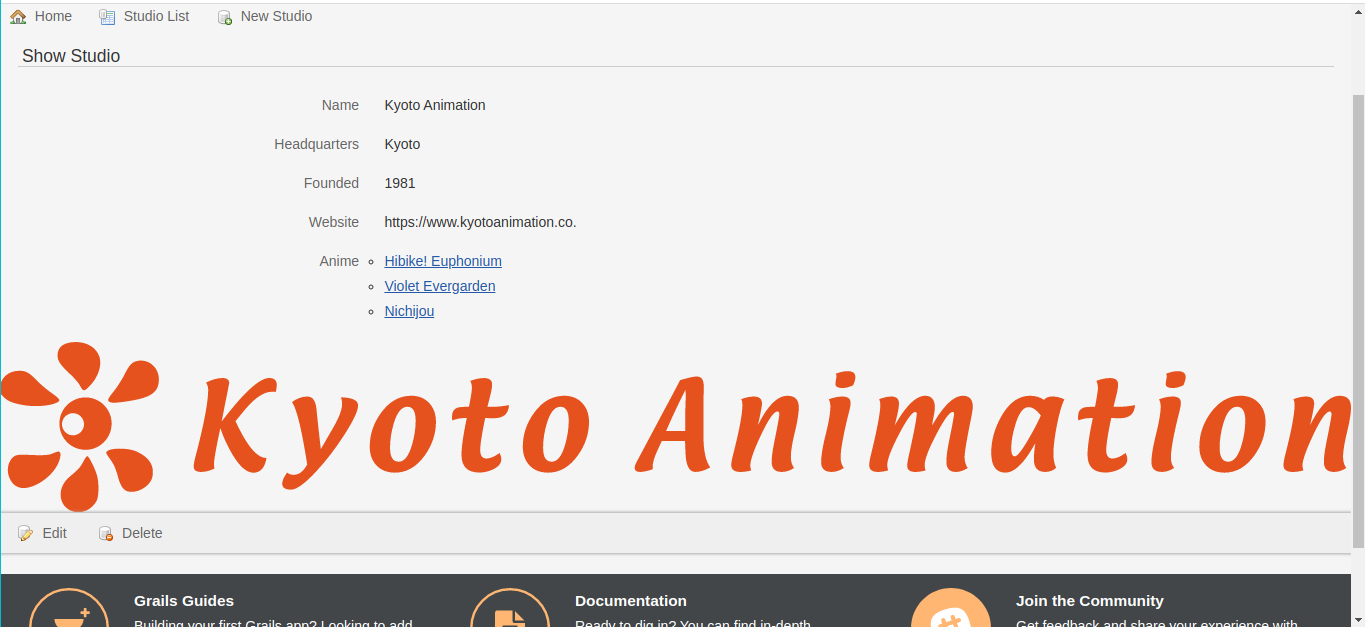 Home Studio List New Studio
Show Studio
Name Kyoto Animation
Headquarters Kyoto
Founded 1981
Website https://www.kyotoanimation.co.
Anime Hibike! Euphonium
Violet Evergarden
Nichijou
Kyoto Animation
Edit Delete
Grails Guides Documentation Join the Community
Building your first Grails app? Looking to add Ready to dig in? You can find in-depth Get feedback and share your experience with